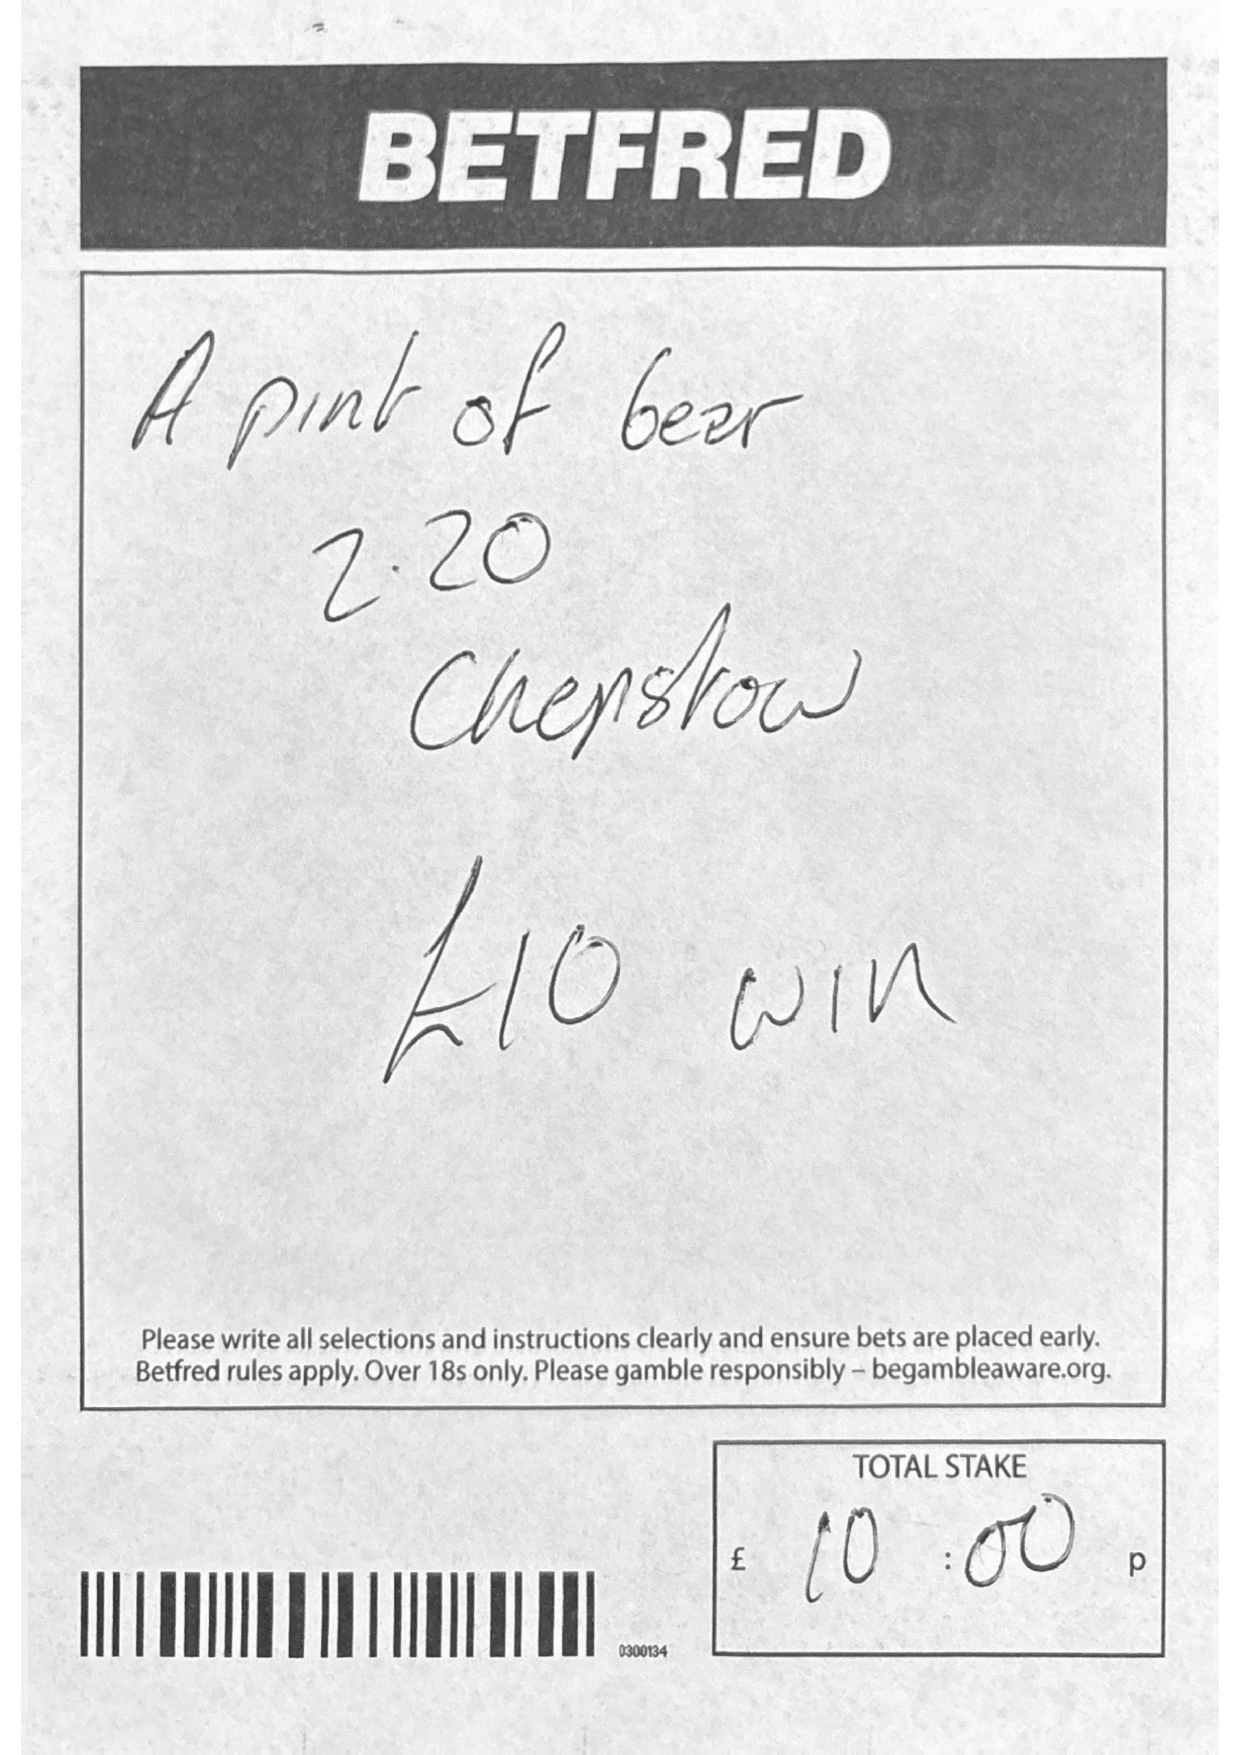 BETFRED
A pint of beer
2.20
Chepstow
£10 win
Please write all selections and instructions clearly and ensure bets are placed early.
Betfred rules apply. Over 18s only. Please gamble responsibly – begambleaware.org.
TOTAL STAKE
£ 10 : 00 p
0300134